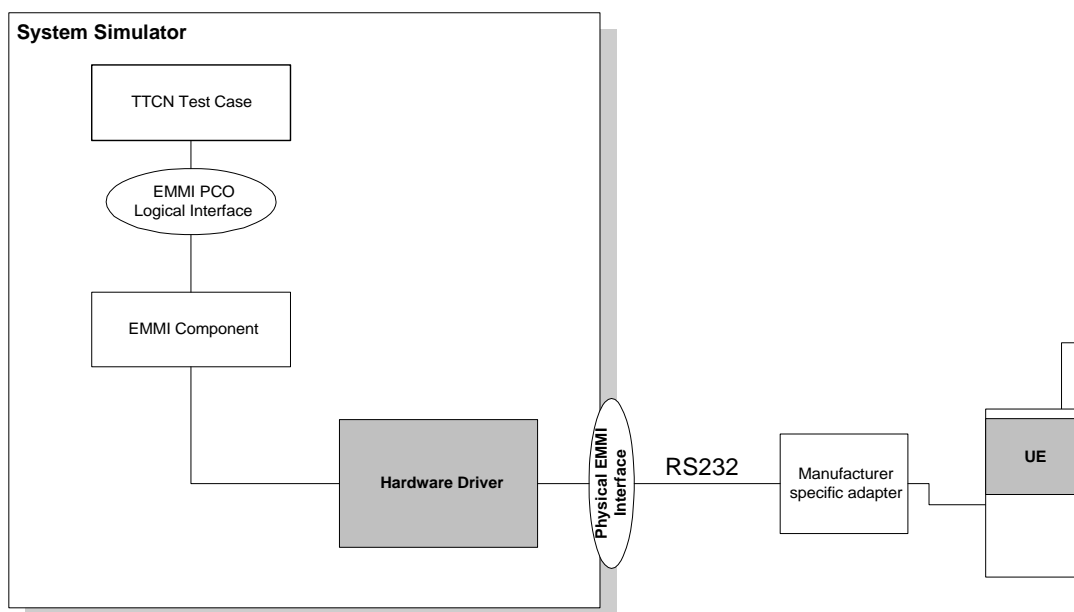 System Simulator
TTCN Test Case
EMMI PCO
Logical Interface
EMMI Component
Hardware Driver
Physical EMMI
Interface
RS232
Manufacturer
specific adapter
UE